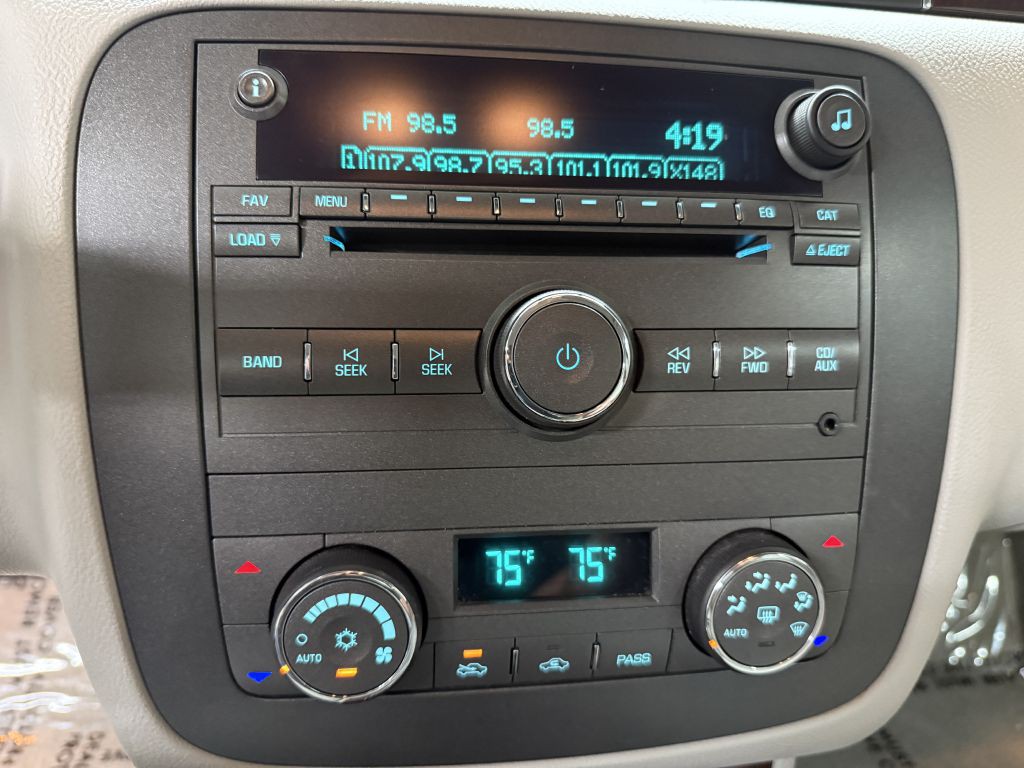 i
FM 98.5 98.5 4:19
1 107.9 98.7 95.3 101.1 101.9 X148
FAV MENU EQ CAT
LOAD EJECT
BAND SEEK SEEK REV FWD CD/
AUX
75°F 75°F
AUTO AUTO
PASS